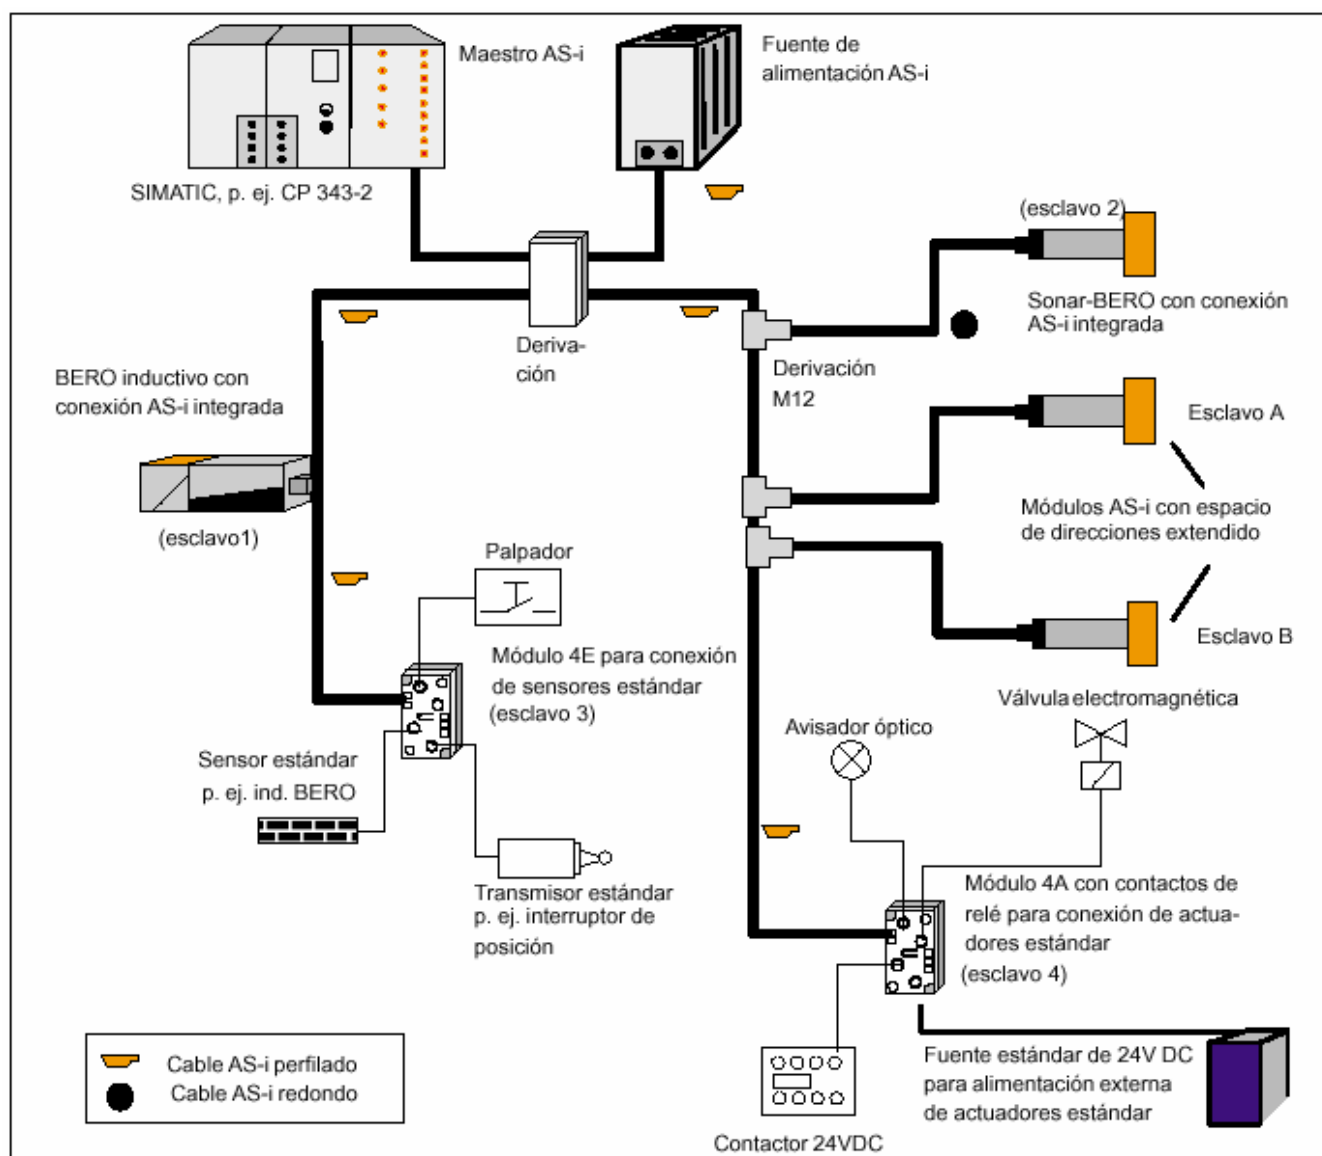 Maestro AS-i
Fuente de
alimentación AS-i
SIMATIC, p. ej. CP 343-2
(esclavo 2)
Sonar-BERO con conexión
AS-i integrada
Deriva-
ción
Derivación
M12
BERO inductivo con
conexión AS-i integrada
(esclavo1)
Esclavo A
Módulos AS-i con espacio
de direcciones extendido
Esclavo B
Palpador
Módulo 4E para conexión
de sensores estándar
(esclavo 3)
Sensor estándar
p. ej. ind. BERO
Transmisor estándar
p. ej. interruptor de
posición
Válvula electromagnética
Avisador óptico
Módulo 4A con contactos de
relé para conexión de actua-
dores estándar
(esclavo 4)
Fuente estándar de 24V DC
para alimentación externa
de actuadores estándar
Contactor 24VDC
Cable AS-i perfilado
Cable AS-i redondo